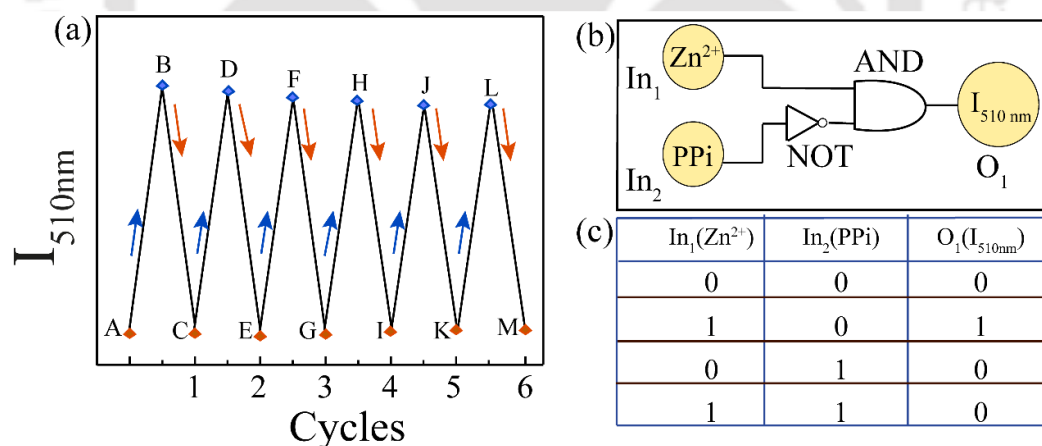 (a)
B D F H J L
A C E G I K M
I510nm
1 2 3 4 5 6
Cycles
(b)
In1 Zn2+
AND
I510 nm
O1
NOT
In2 PPi
(c)
In1(Zn2+) In2(PPi) O1(I510nm)
0 0 0
1 0 1
0 1 0
1 1 0